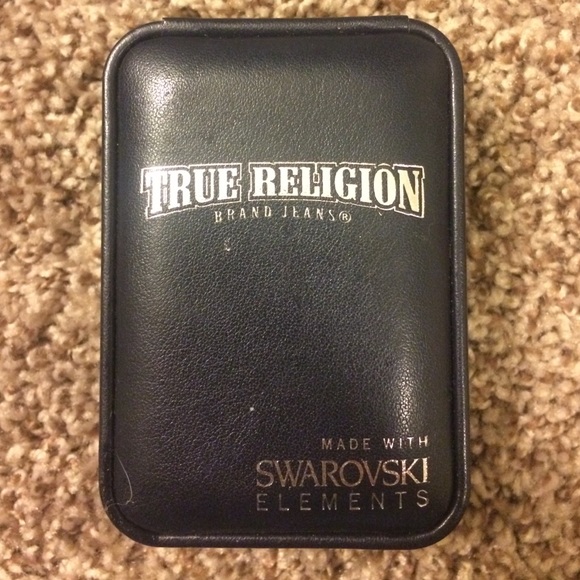 TRUE RELIGION
BRAND JEANS®
MADE WITH
SWAROVSKI
ELEMENTS